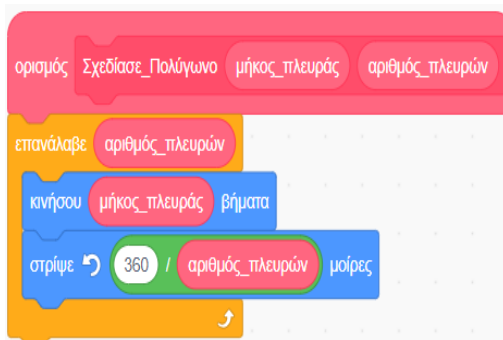 ορισμός Σχεδίασε_Πολύγωνο μήκος_πλευράς αριθμός_πλευρών
επανάλαβε αριθμός_πλευρών
κινήσου μήκος_πλευράς βήματα
στρίψε 360 / αριθμός_πλευρών μοίρες